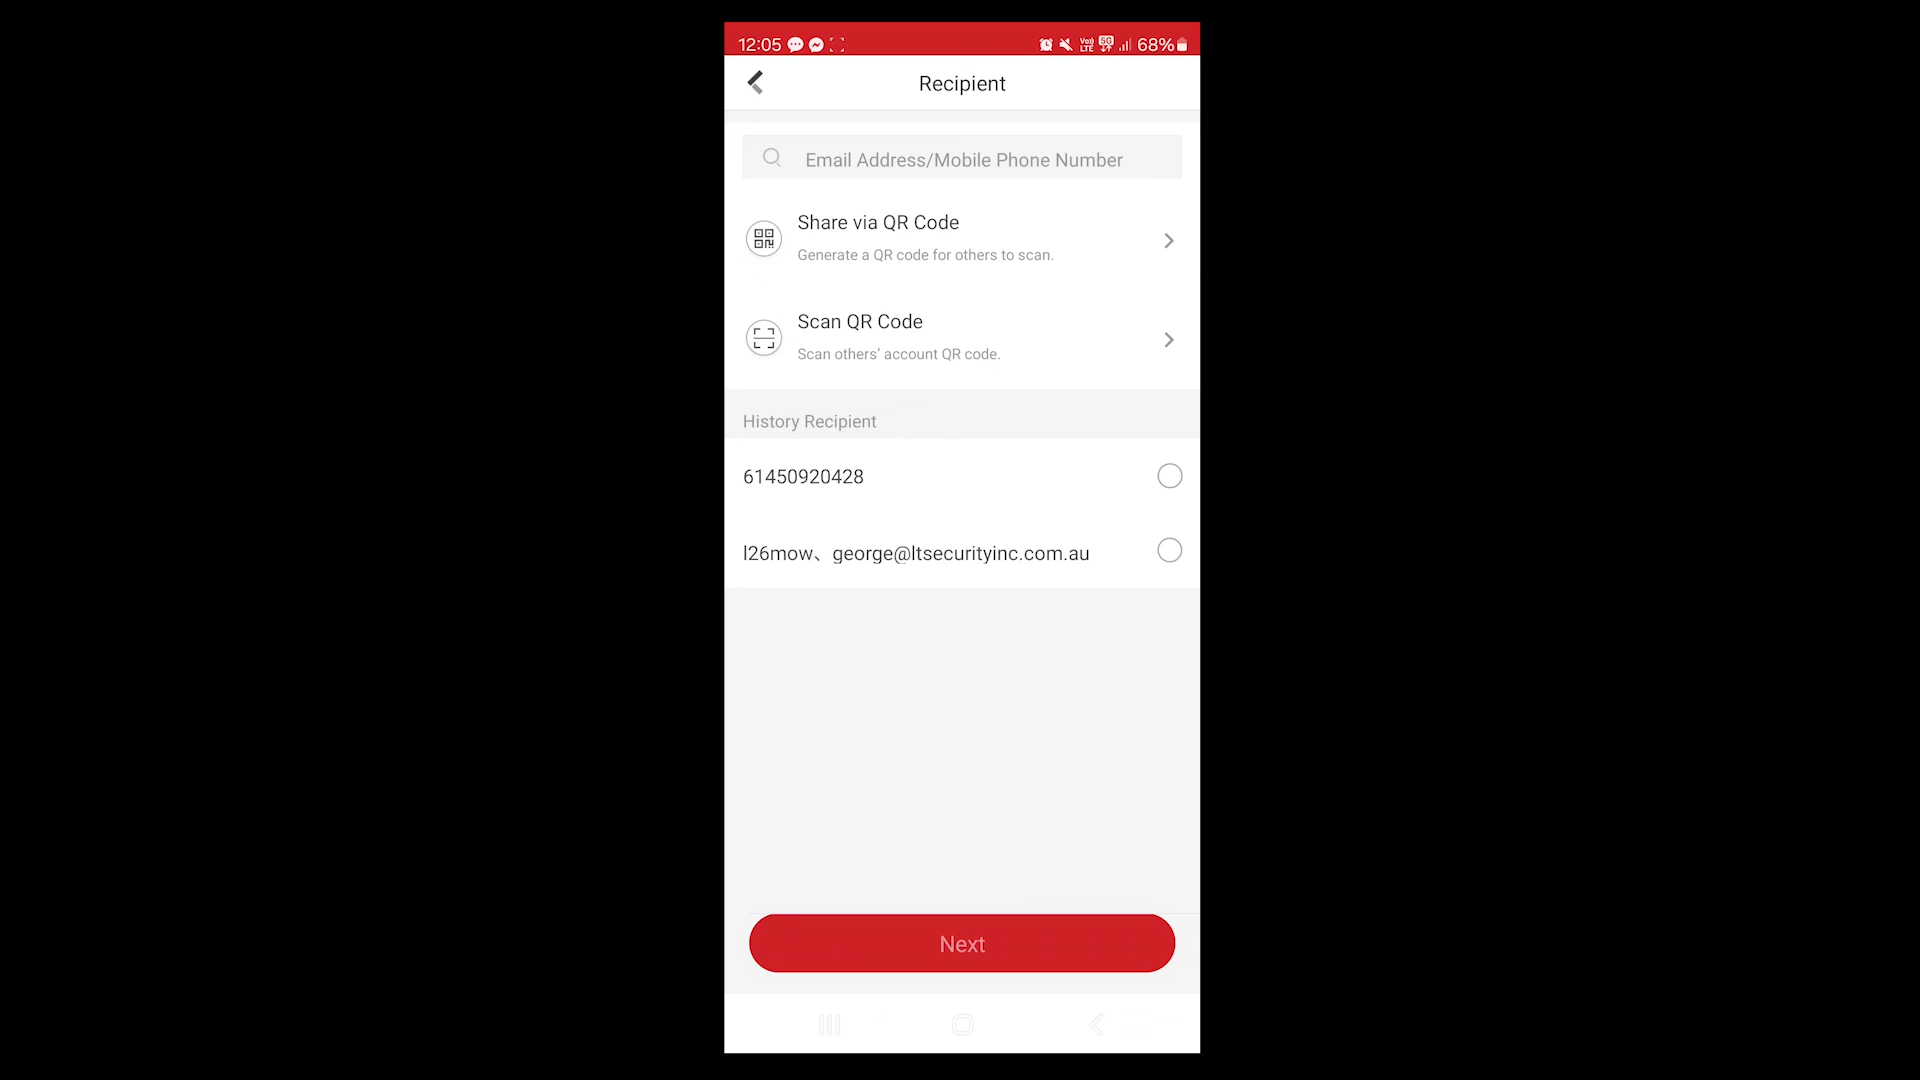 12:05 68%
Recipient
Email Address/Mobile Phone Number
Share via QR Code
Generate a QR code for others to scan.
Scan QR Code
Scan others' account QR code.
History Recipient
61450920428
l26mow、george@ltsecurityinc.com.au
Next